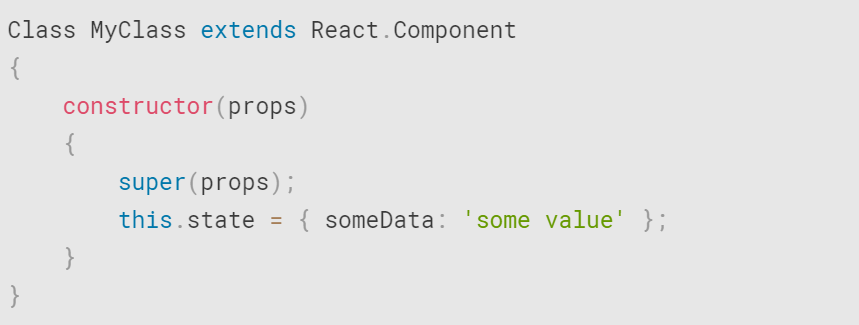 Class MyClass extends React.Component
{
    constructor(props)
    {
        super(props);
        this.state = { someData: 'some value' };
    }
}